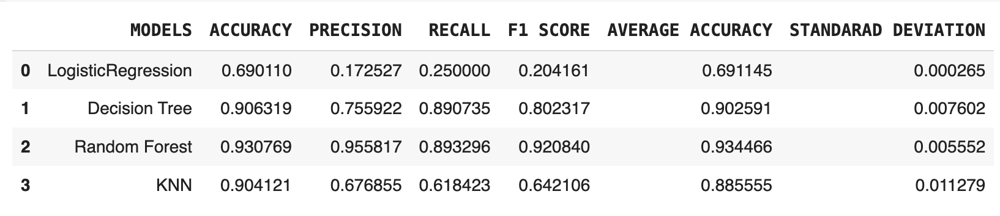 MODELS ACCURACY PRECISION RECALL F1 SCORE AVERAGE ACCURACY STANDARAD DEVIATION
0 LogisticRegression 0.690110 0.172527 0.250000 0.204161 0.691145 0.000265
1 Decision Tree 0.906319 0.755922 0.890735 0.802317 0.902591 0.007602
2 Random Forest 0.930769 0.955817 0.893296 0.920840 0.934466 0.005552
3 KNN 0.904121 0.676855 0.618423 0.642106 0.885555 0.011279